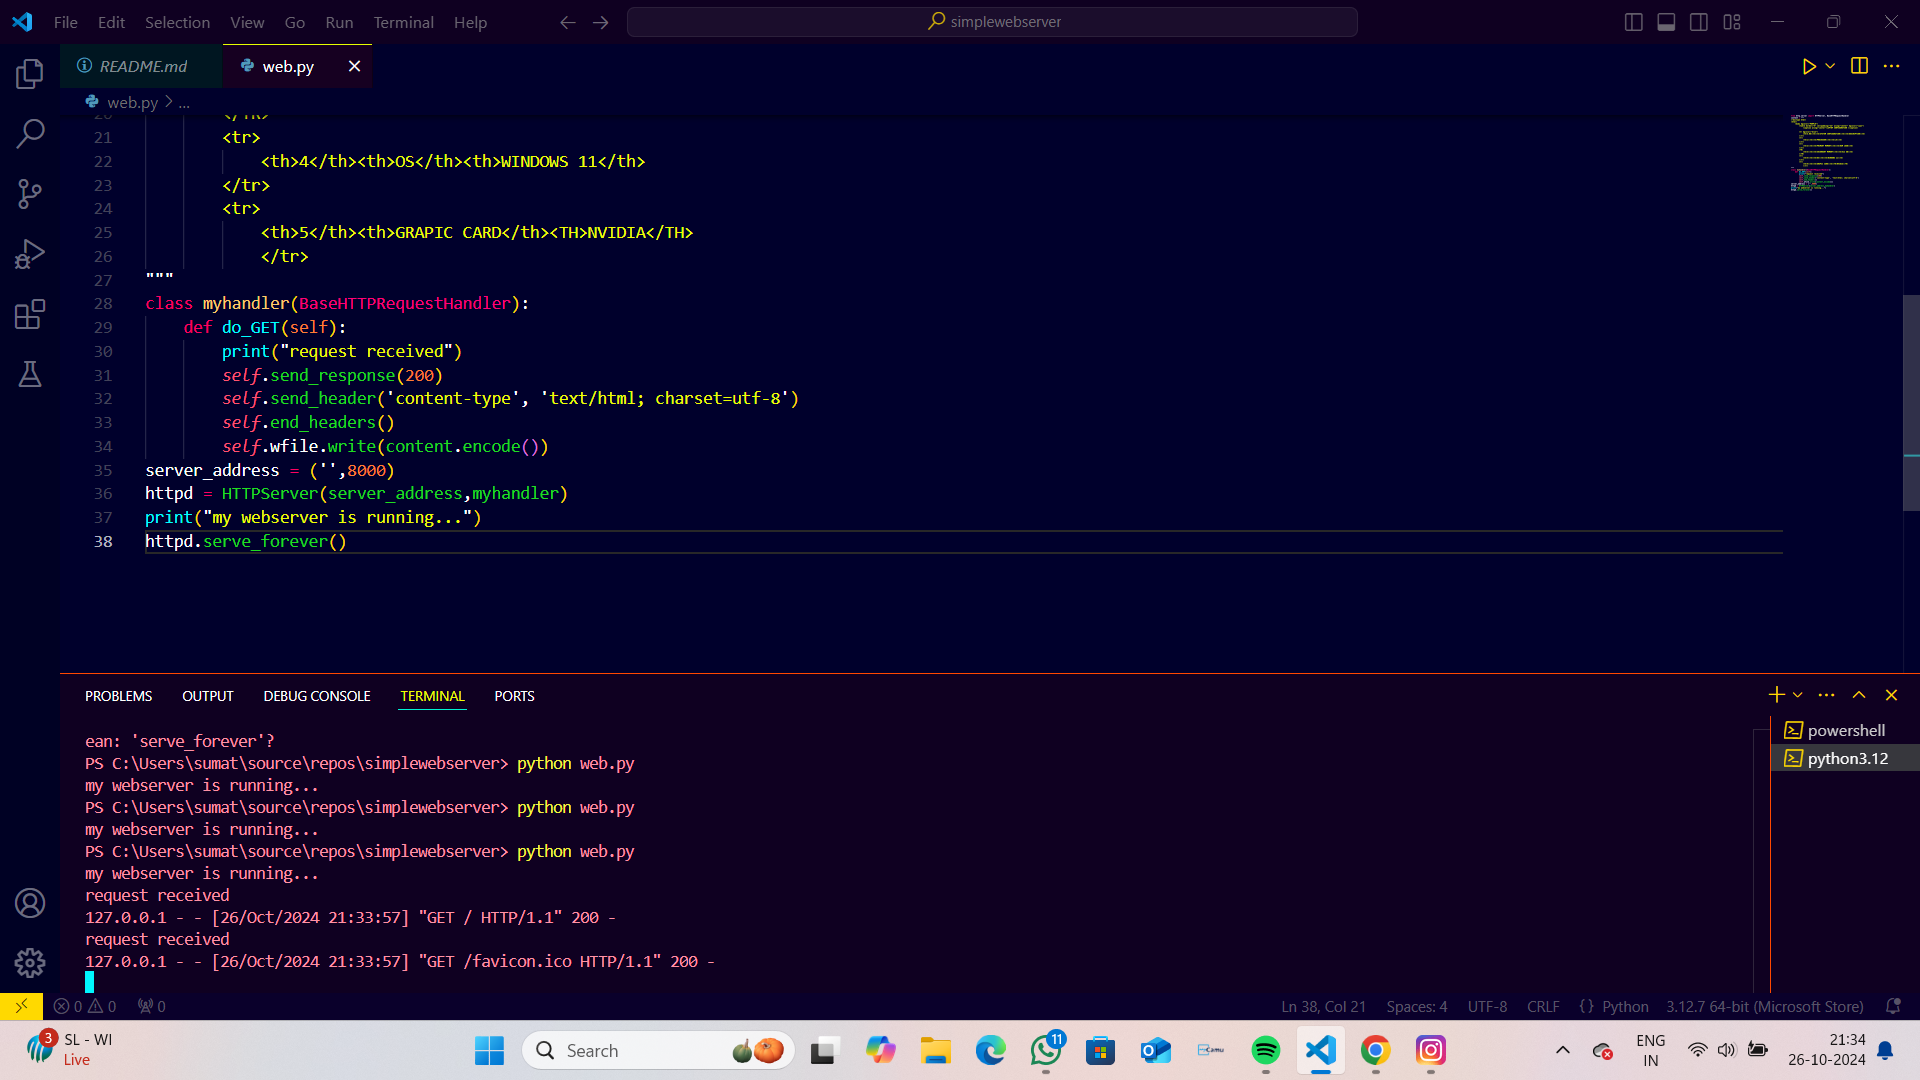 File Edit Selection View Go Run Terminal Help
simplewebserver
README.md
web.py
web.py > ...
20 </TR>
21 <tr>
22 <th>4</th><th>OS</th><th>WINDOWS 11</th>
23 </tr>
24 <tr>
25 <th>5</th><th>GRAPIC CARD</th><TH>NVIDIA</TH>
26 </tr>
27 """
28 class myhandler(BaseHTTPRequestHandler):
29 def do_GET(self):
30 print("request received")
31 self.send_response(200)
32 self.send_header('content-type', 'text/html; charset=utf-8')
33 self.end_headers()
34 self.wfile.write(content.encode())
35 server_address = ('',8000)
36 httpd = HTTPServer(server_address,myhandler)
37 print("my webserver is running...")
38 httpd.serve_forever()
PROBLEMS OUTPUT DEBUG CONSOLE TERMINAL PORTS
powershell
python3.12
ean: 'serve_forever'?
PS C:\Users\sumat\source\repos\simplewebserver> python web.py
my webserver is running...
PS C:\Users\sumat\source\repos\simplewebserver> python web.py
my webserver is running...
PS C:\Users\sumat\source\repos\simplewebserver> python web.py
my webserver is running...
request received
127.0.0.1 - - [26/Oct/2024 21:33:57] "GET / HTTP/1.1" 200 -
request received
127.0.0.1 - - [26/Oct/2024 21:33:57] "GET /favicon.ico HTTP/1.1" 200 -
0 0 0 Ln 38, Col 21 Spaces: 4 UTF-8 CRLF {} Python 3.12.7 64-bit (Microsoft Store)
3 SL - WI
Live
Search
11
Camu
ENG
IN
21:34
26-10-2024